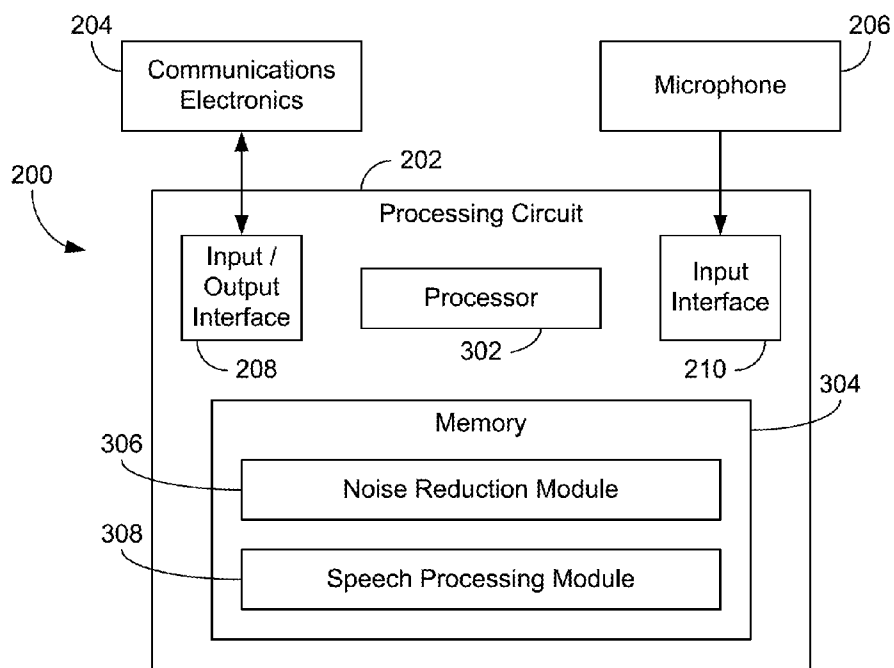 204
Communications
Electronics
206
Microphone
200
202
Processing Circuit
Input /
Output
Interface
208
Processor
302
Input
Interface
210
304
Memory
306
Noise Reduction Module
308
Speech Processing Module